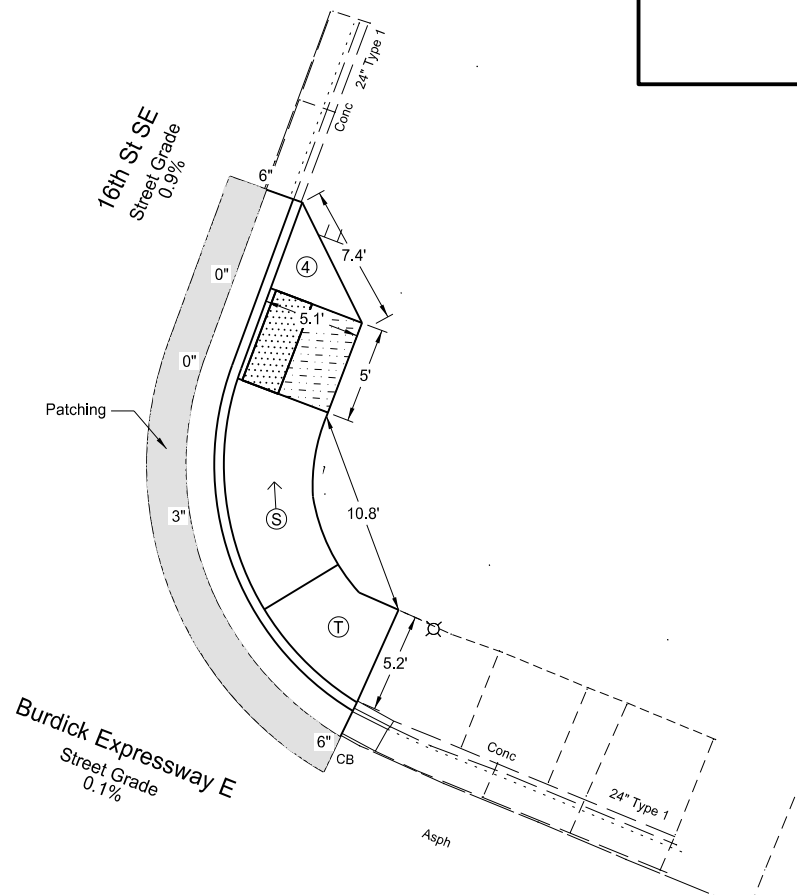 24" Type 1
Conc
16th St SE
Street Grade
0.9%
6"
7.4'
4
0"
5.1'
0"
5'
Patching
10.8'
3"
S
T
5.2'
Burdick Expressway E
Street Grade
0.1%
6"
CB
Conc
24" Type 1
Asph